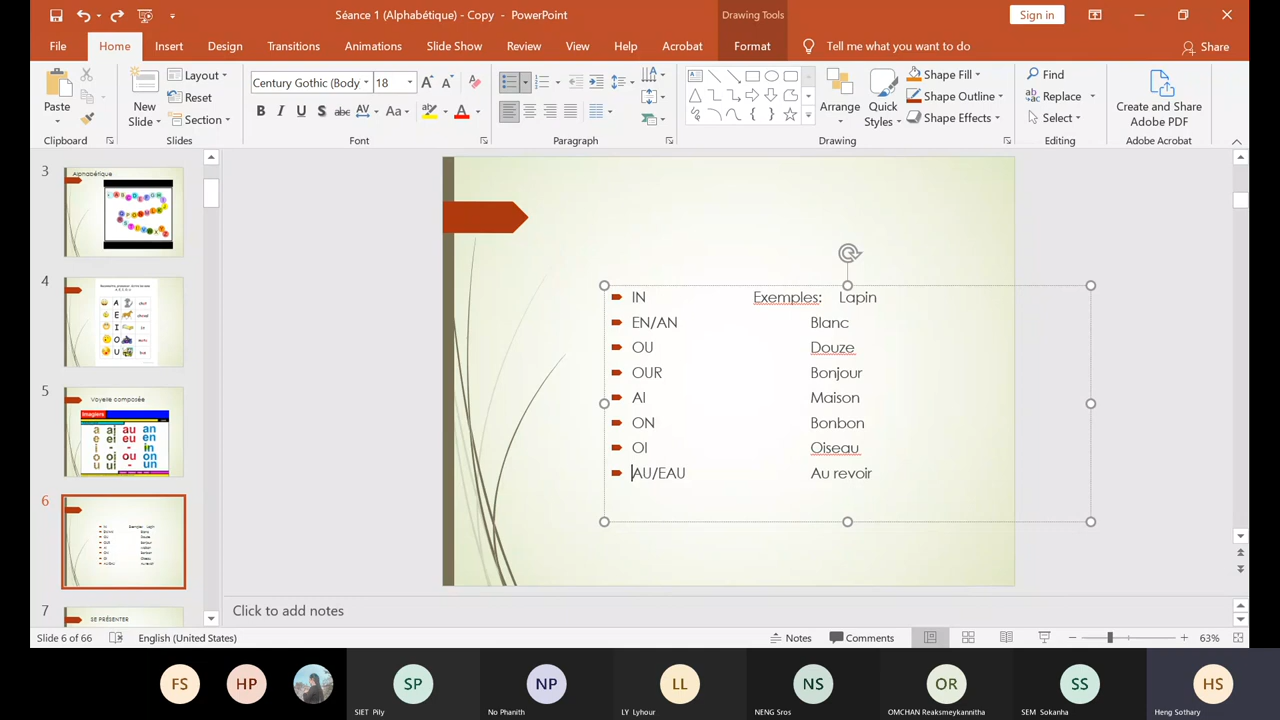 Séance 1 (Alphabétique) - Copy - PowerPoint
Drawing Tools
Sign in
File Home Insert Design Transitions Animations Slide Show Review View Help Acrobat Format Tell me what you want to do Share
Paste
New Slide
Layout
Reset
Section
Century Gothic (Body 18
B I U S abc AV Aa A
Arrange
Quick Styles
Shape Fill
Shape Outline
Shape Effects
Find
Replace
Select
Create and Share Adobe PDF
Clipboard Slides Font Paragraph Drawing Editing Adobe Acrobat
3
Alphabétique
4
5
Voyelle composée
6
7
SE PRÉSENTER
IN Exemples: Lapin
EN/AN Blanc
OU Douze
OUR Bonjour
AI Maison
ON Bonbon
OI Oiseau
AU/EAU Au revoir
Click to add notes
Slide 6 of 66 English (United States) Notes Comments 63%
FS HP SP NP LL NS OR SS HS
SIET Pily No Phanith LY Lyhour NENG Sros OMCHAN Reaksmeykannitha SEM Sokanha Heng Sothary